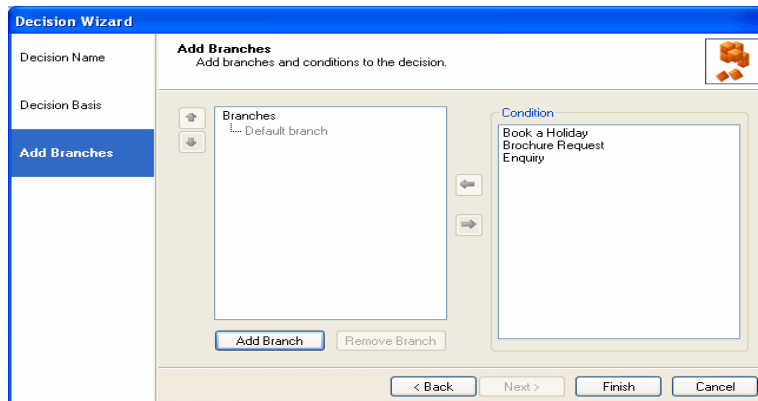 Decision Wizard
Decision Name
Decision Basis
Add Branches
Add Branches
Add branches and conditions to the decision.
Branches
Default branch
Add Branch
Remove Branch
Condition
Book a Holiday
Brochure Request
Enquiry
< Back
Next >
Finish
Cancel